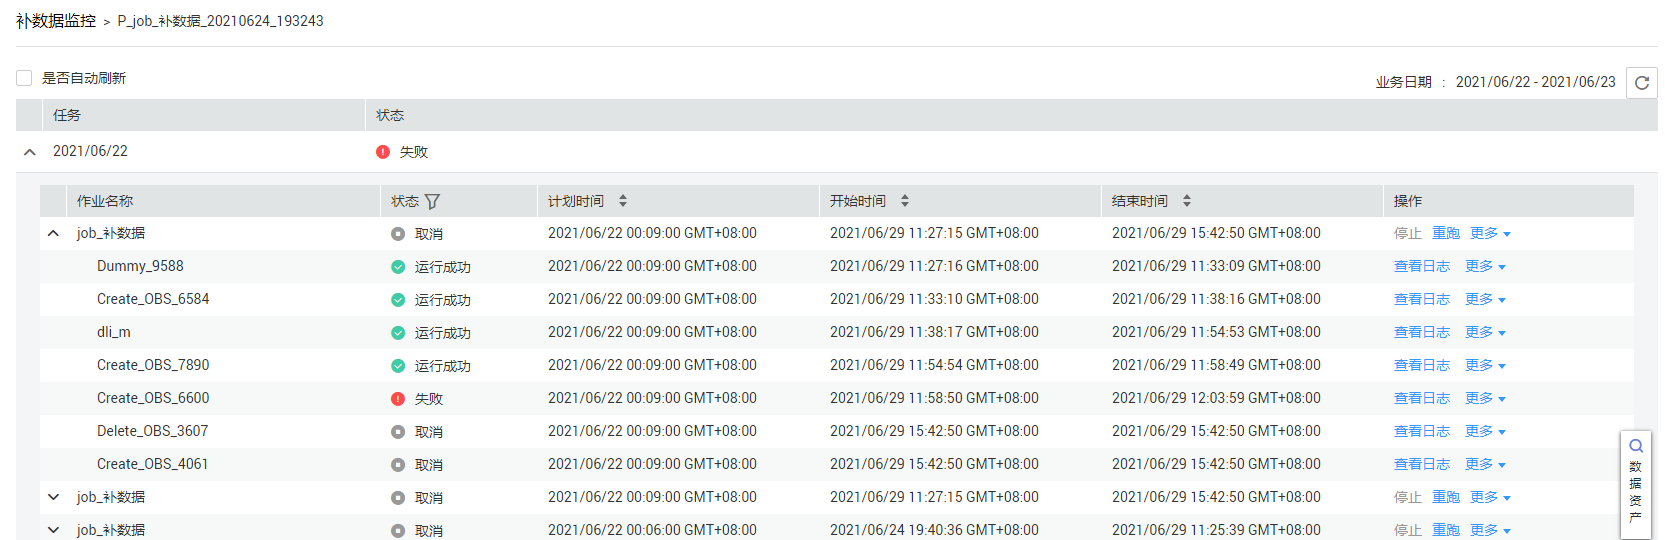 补数据监控 > P_job_补数据_20210624_193243
是否自动刷新
业务日期 : 2021/06/22 - 2021/06/23
任务 状态
2021/06/22 失败
作业名称 状态 计划时间 开始时间 结束时间 操作
job_补数据 取消 2021/06/22 00:09:00 GMT+08:00 2021/06/29 11:27:15 GMT+08:00 2021/06/29 15:42:50 GMT+08:00 停止 重跑 更多
Dummy_9588 运行成功 2021/06/22 00:09:00 GMT+08:00 2021/06/29 11:27:16 GMT+08:00 2021/06/29 11:33:09 GMT+08:00 查看日志 更多
Create_OBS_6584 运行成功 2021/06/22 00:09:00 GMT+08:00 2021/06/29 11:33:10 GMT+08:00 2021/06/29 11:38:16 GMT+08:00 查看日志 更多
dli_m 运行成功 2021/06/22 00:09:00 GMT+08:00 2021/06/29 11:38:17 GMT+08:00 2021/06/29 11:54:53 GMT+08:00 查看日志 更多
Create_OBS_7890 运行成功 2021/06/22 00:09:00 GMT+08:00 2021/06/29 11:54:54 GMT+08:00 2021/06/29 11:58:49 GMT+08:00 查看日志 更多
Create_OBS_6600 失败 2021/06/22 00:09:00 GMT+08:00 2021/06/29 11:58:50 GMT+08:00 2021/06/29 12:03:59 GMT+08:00 查看日志 更多
Delete_OBS_3607 取消 2021/06/22 00:09:00 GMT+08:00 2021/06/29 15:42:50 GMT+08:00 2021/06/29 15:42:50 GMT+08:00 查看日志 更多
Create_OBS_4061 取消 2021/06/22 00:09:00 GMT+08:00 2021/06/29 15:42:50 GMT+08:00 2021/06/29 15:42:50 GMT+08:00 查看日志 更多
job_补数据 取消 2021/06/22 00:09:00 GMT+08:00 2021/06/29 11:27:15 GMT+08:00 2021/06/29 15:42:50 GMT+08:00 停止 重跑 更多
job_补数据 取消 2021/06/22 00:06:00 GMT+08:00 2021/06/24 19:40:36 GMT+08:00 2021/06/29 11:25:39 GMT+08:00 停止 重跑 更多
数据资产